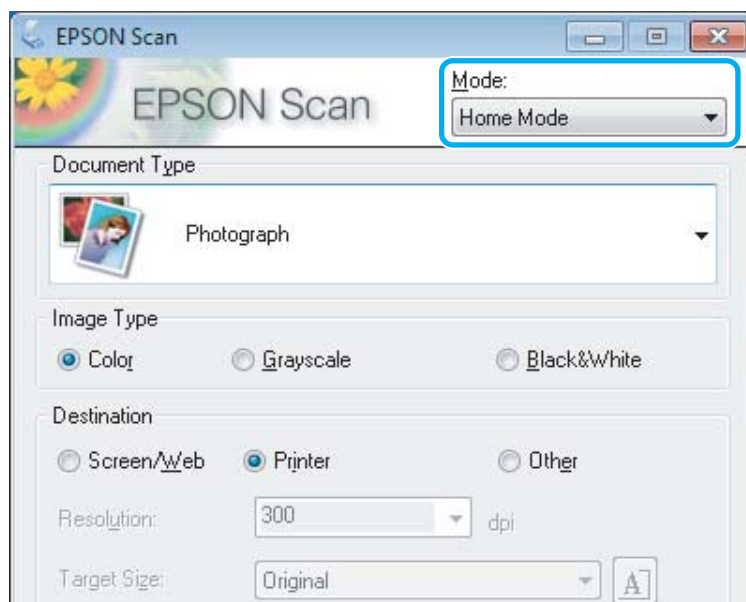 EPSON Scan
EPSON Scan
Mode:
Home Mode
Document Type
Photograph
Image Type
Color Grayscale Black&White
Destination
Screen/Web Printer Other
Resolution: 300 dpi
Target Size: Original A